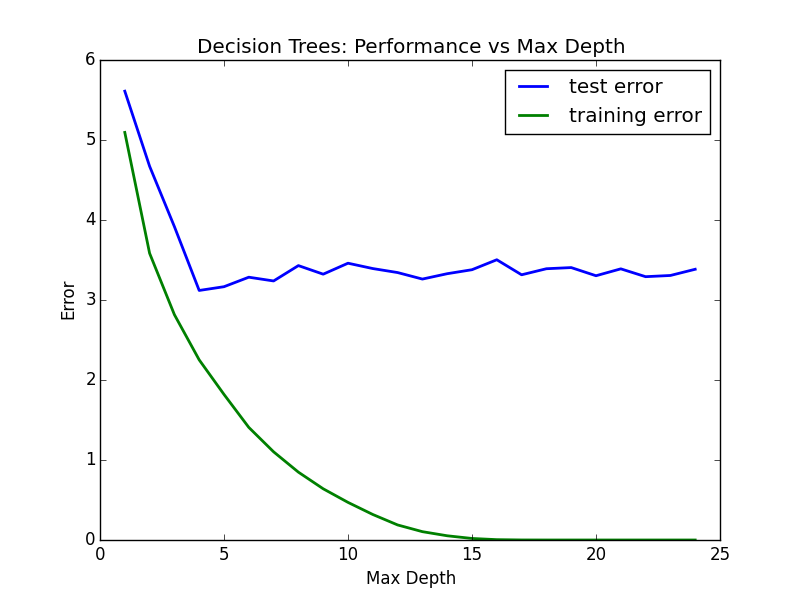 Decision Trees: Performance vs Max Depth
test error
training error
6
5
4
3
2
1
0
Error
0 5 10 15 20 25
Max Depth